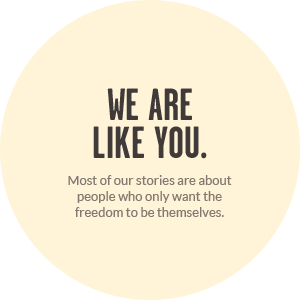 WE ARE
LIKE YOU.
Most of our stories are about
people who only want the
freedom to be themselves.